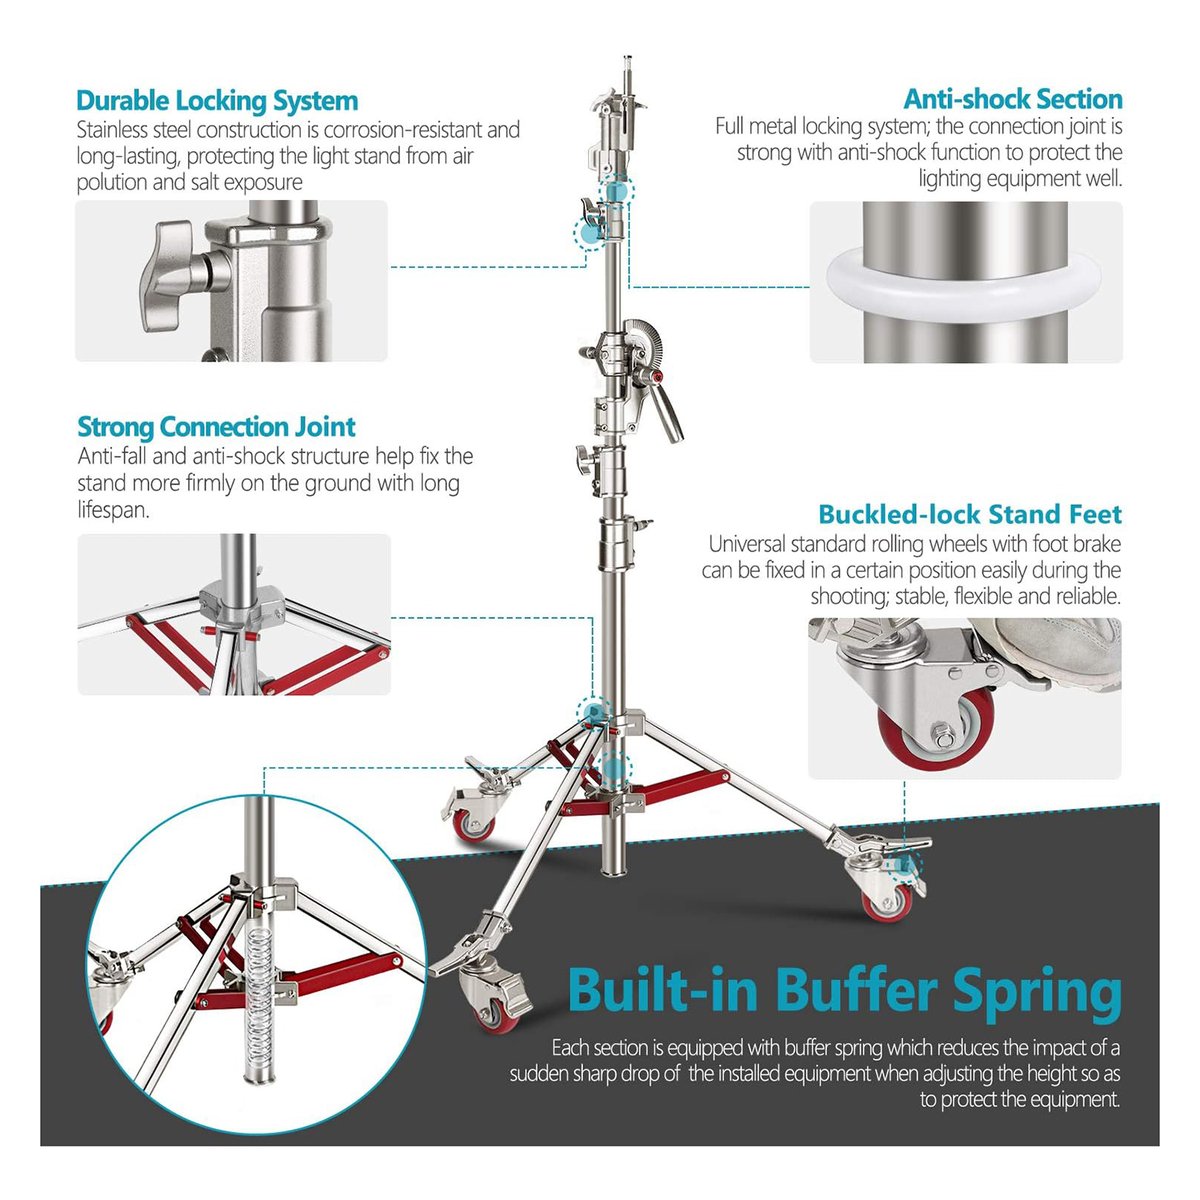 Durable Locking System
Stainless steel construction is corrosion-resistant and
long-lasting, protecting the light stand from air
polution and salt exposure
Anti-shock Section
Full metal locking system; the connection joint is
strong with anti-shock function to protect the
lighting equipment well.
Strong Connection Joint
Anti-fall and anti-shock structure help fix the
stand more firmly on the ground with long
lifespan.
Buckled-lock Stand Feet
Universal standard rolling wheels with foot brake
can be fixed in a certain position easily during the
shooting; stable, flexible and reliable.
Built-in Buffer Spring
Each section is equipped with buffer spring which reduces the impact of a
sudden sharp drop of the installed equipment when adjusting the height so as
to protect the equipment.